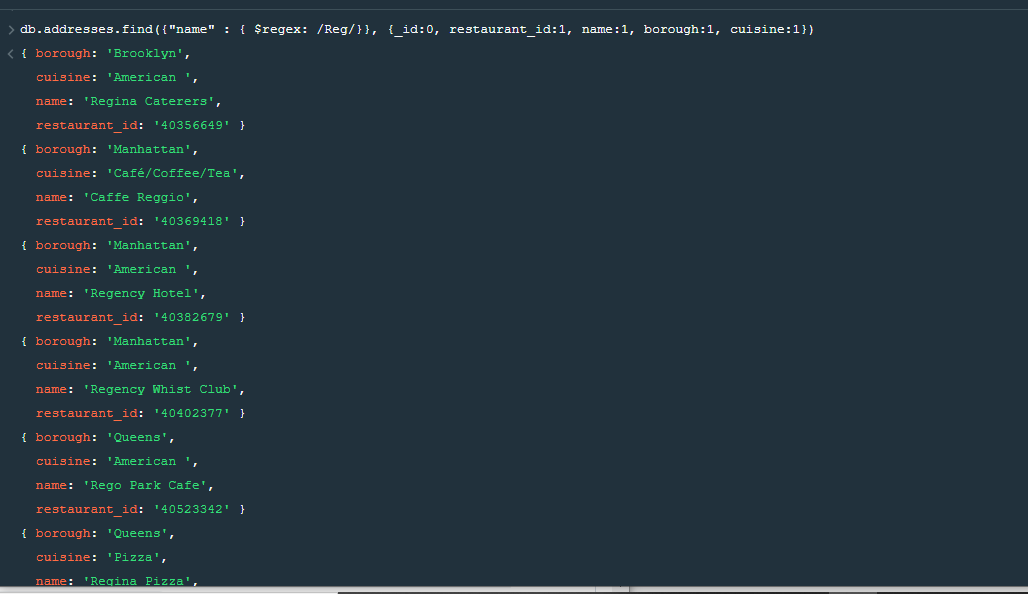 > db.addresses.find({"name" : { $regex: /Reg/}}, {_id:0, restaurant_id:1, name:1, borough:1, cuisine:1})
< { borough: 'Brooklyn',
cuisine: 'American ',
name: 'Regina Caterers',
restaurant_id: '40356649' }
{ borough: 'Manhattan',
cuisine: 'Café/Coffee/Tea',
name: 'Caffe Reggio',
restaurant_id: '40369418' }
{ borough: 'Manhattan',
cuisine: 'American ',
name: 'Regency Hotel',
restaurant_id: '40382679' }
{ borough: 'Manhattan',
cuisine: 'American ',
name: 'Regency Whist Club',
restaurant_id: '40402377' }
{ borough: 'Queens',
cuisine: 'American ',
name: 'Rego Park Cafe',
restaurant_id: '40523342' }
{ borough: 'Queens',
cuisine: 'Pizza',
name: 'Regina Pizza',